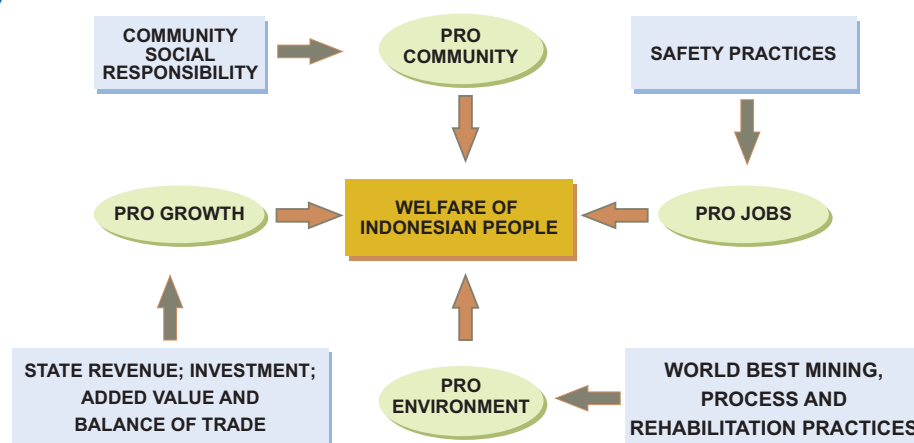 COMMUNITY
SOCIAL
RESPONSIBILITY
PRO
COMMUNITY
SAFETY PRACTICES
PRO GROWTH
WELFARE OF
INDONESIAN PEOPLE
PRO JOBS
STATE REVENUE; INVESTMENT;
ADDED VALUE AND
BALANCE OF TRADE
PRO
ENVIRONMENT
WORLD BEST MINING,
PROCESS AND
REHABILITATION PRACTICES